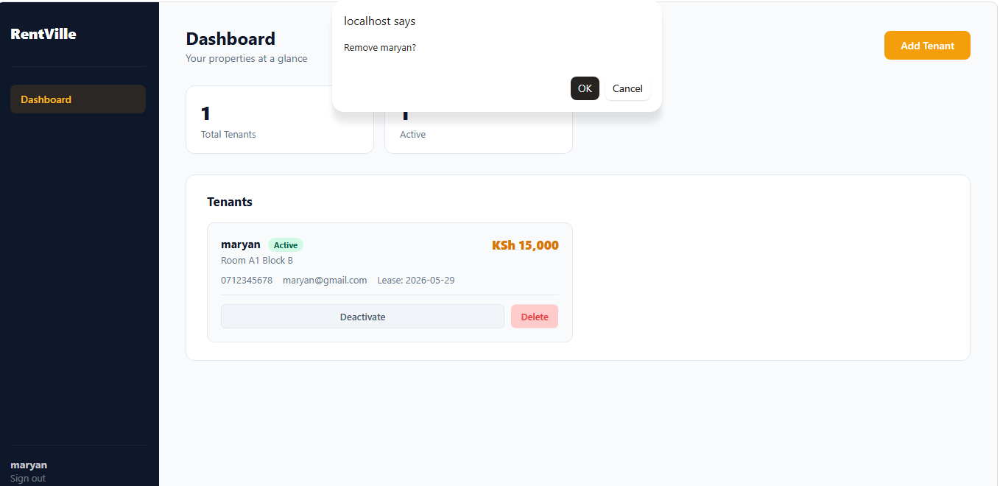 RentVille
Dashboard
maryan
Sign out
localhost says
Remove maryan?
OK Cancel
Dashboard
Your properties at a glance
Add Tenant
1
Total Tenants
1
Active
Tenants
maryan Active KSh 15,000
Room A1 Block B
0712345678 maryan@gmail.com Lease: 2026-05-29
Deactivate Delete